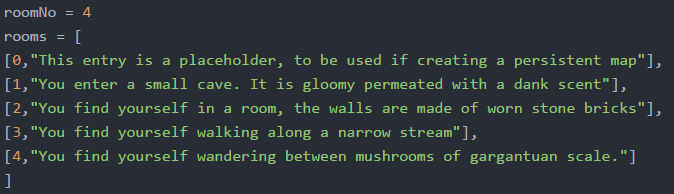 roomNo = 4
rooms = [
[0,"This entry is a placeholder, to be used if creating a persistent map"],
[1,"You enter a small cave. It is gloomy permeated with a dank scent"],
[2,"You find yourself in a room, the walls are made of worn stone bricks"],
[3,"You find yourself walking along a narrow stream"],
[4,"You find yourself wandering between mushrooms of gargantuan scale."]
]